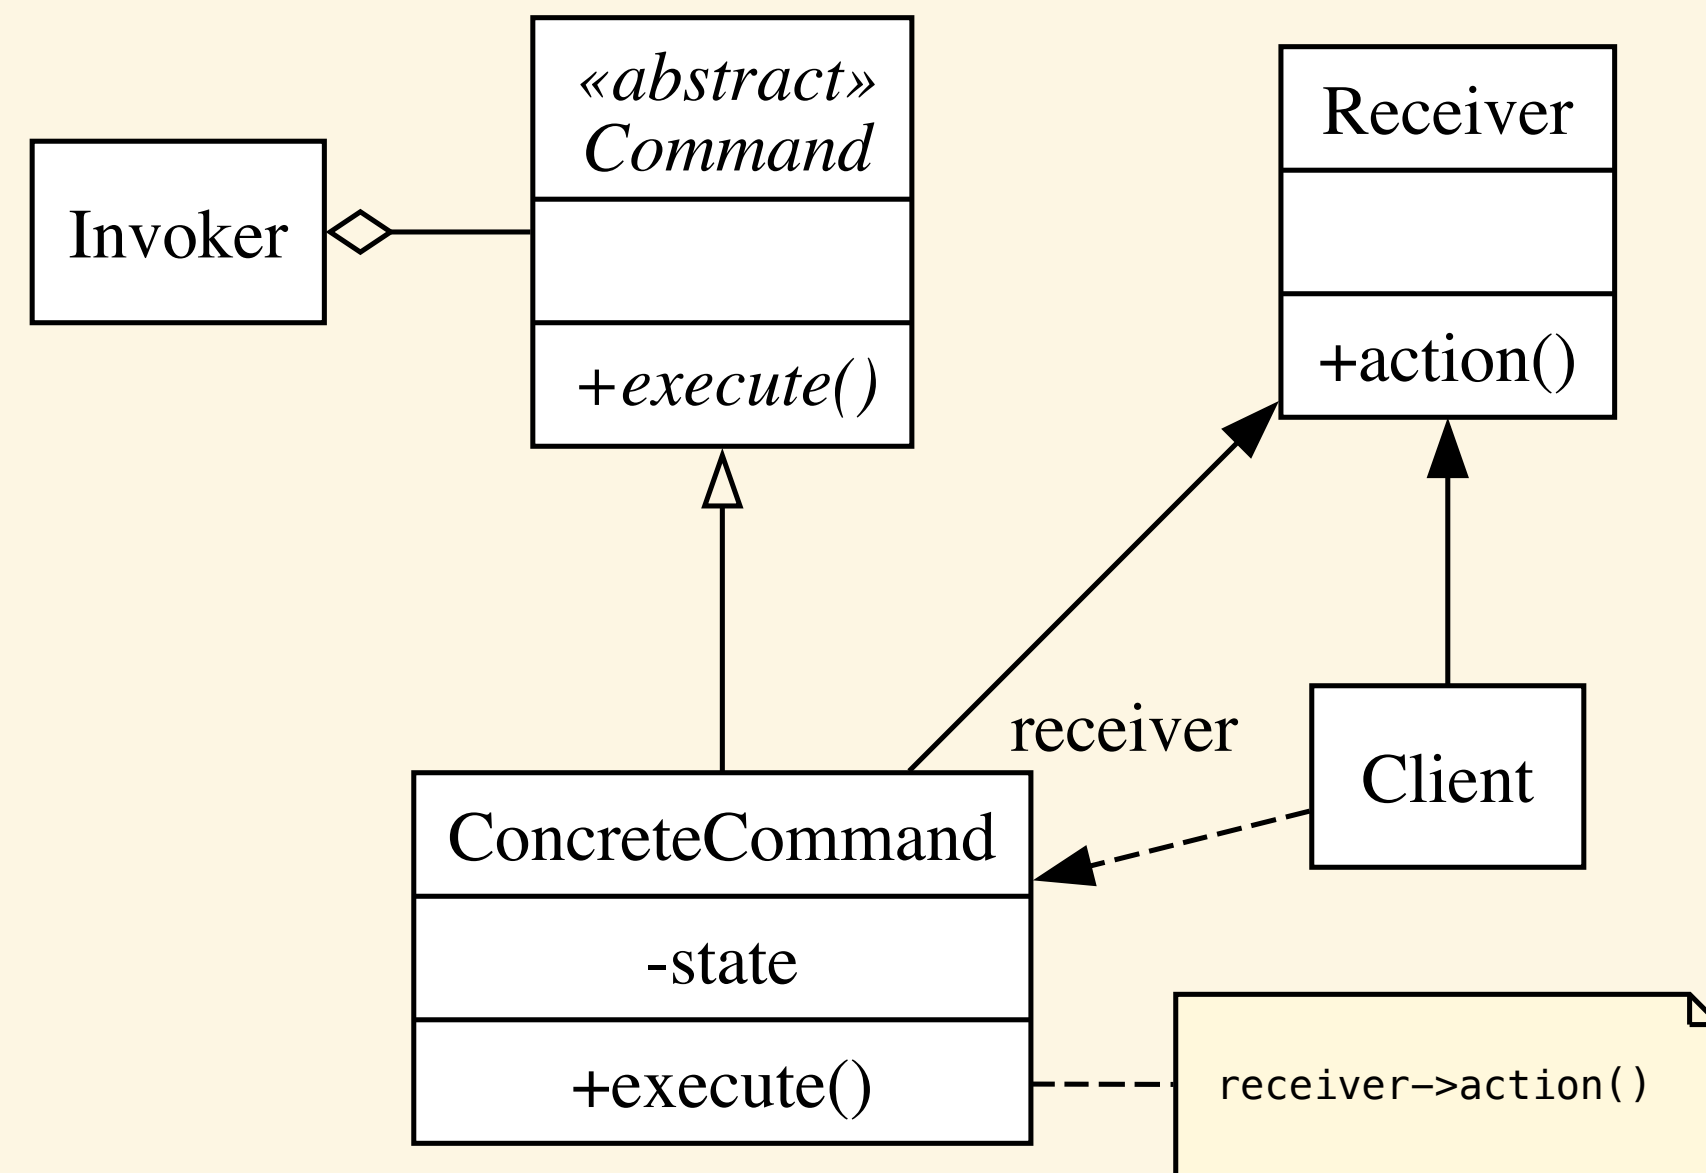 «abstract»
Command
+execute()
Invoker
Receiver
+action()
receiver
Client
ConcreteCommand
-state
+execute()
receiver->action()